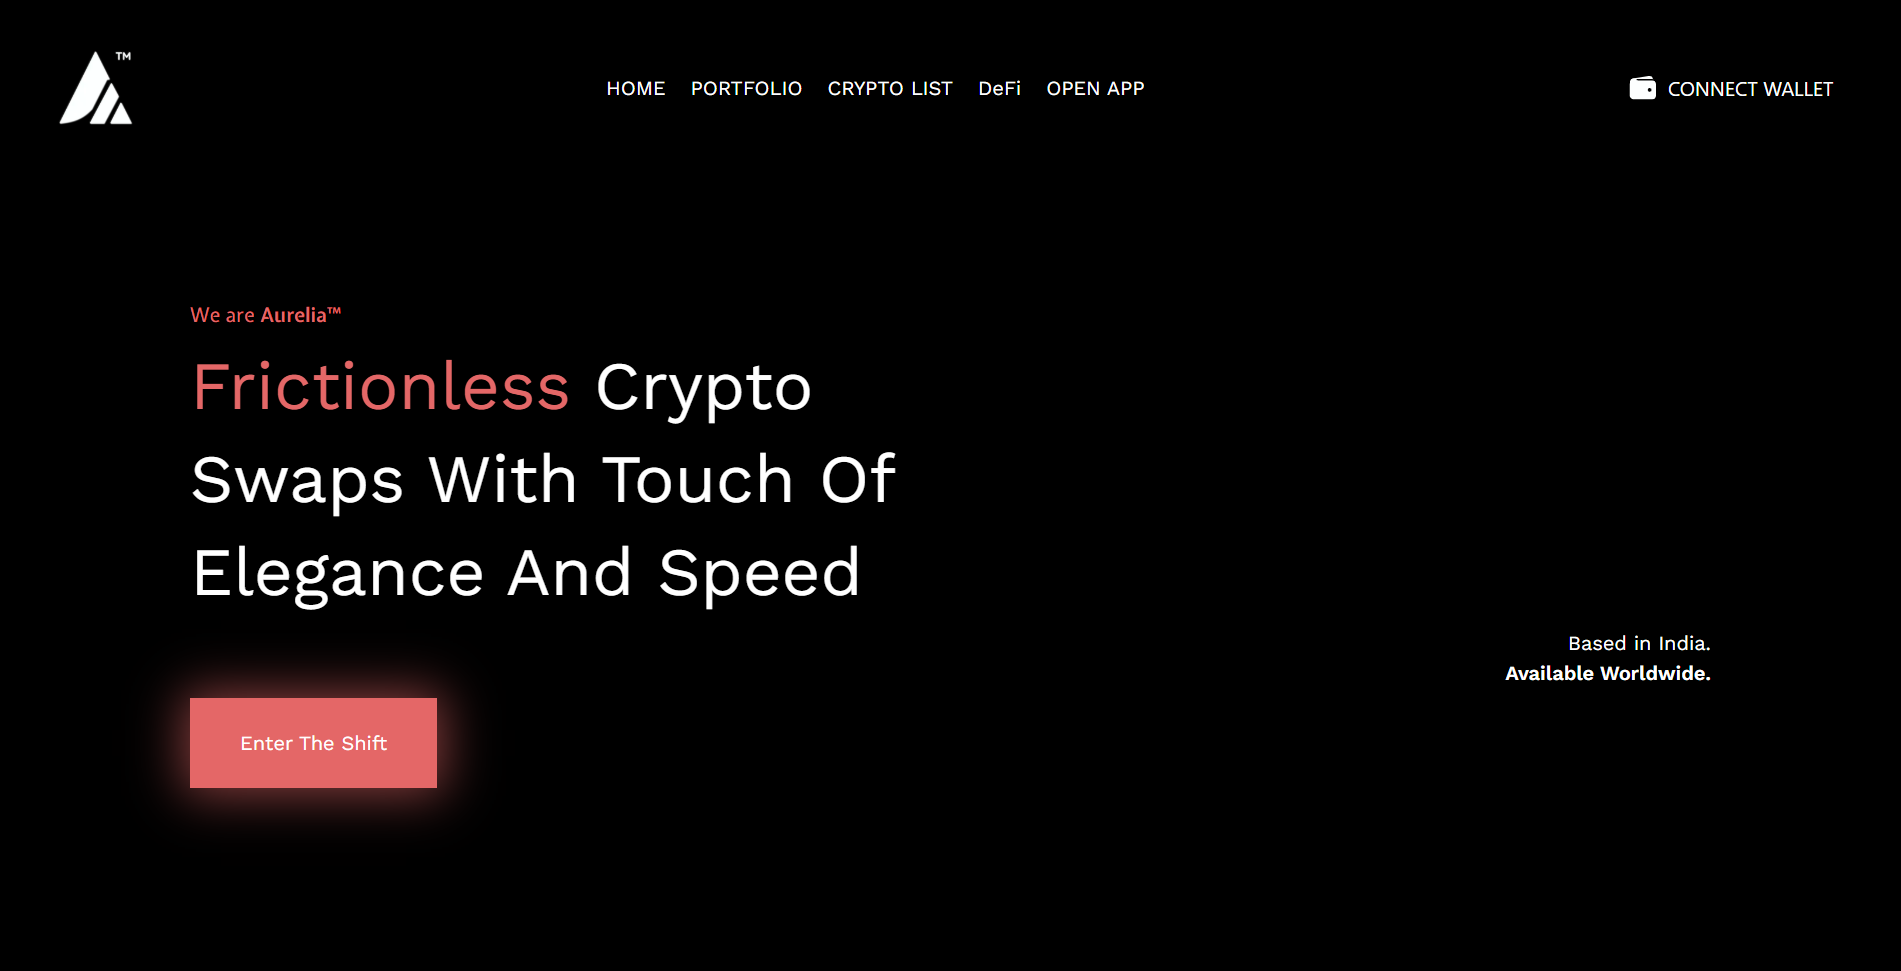 TM
HOME PORTFOLIO CRYPTO LIST DeFi OPEN APP
CONNECT WALLET
We are Aurelia™
Frictionless Crypto
Swaps With Touch Of
Elegance And Speed
Based in India.
Available Worldwide.
Enter The Shift